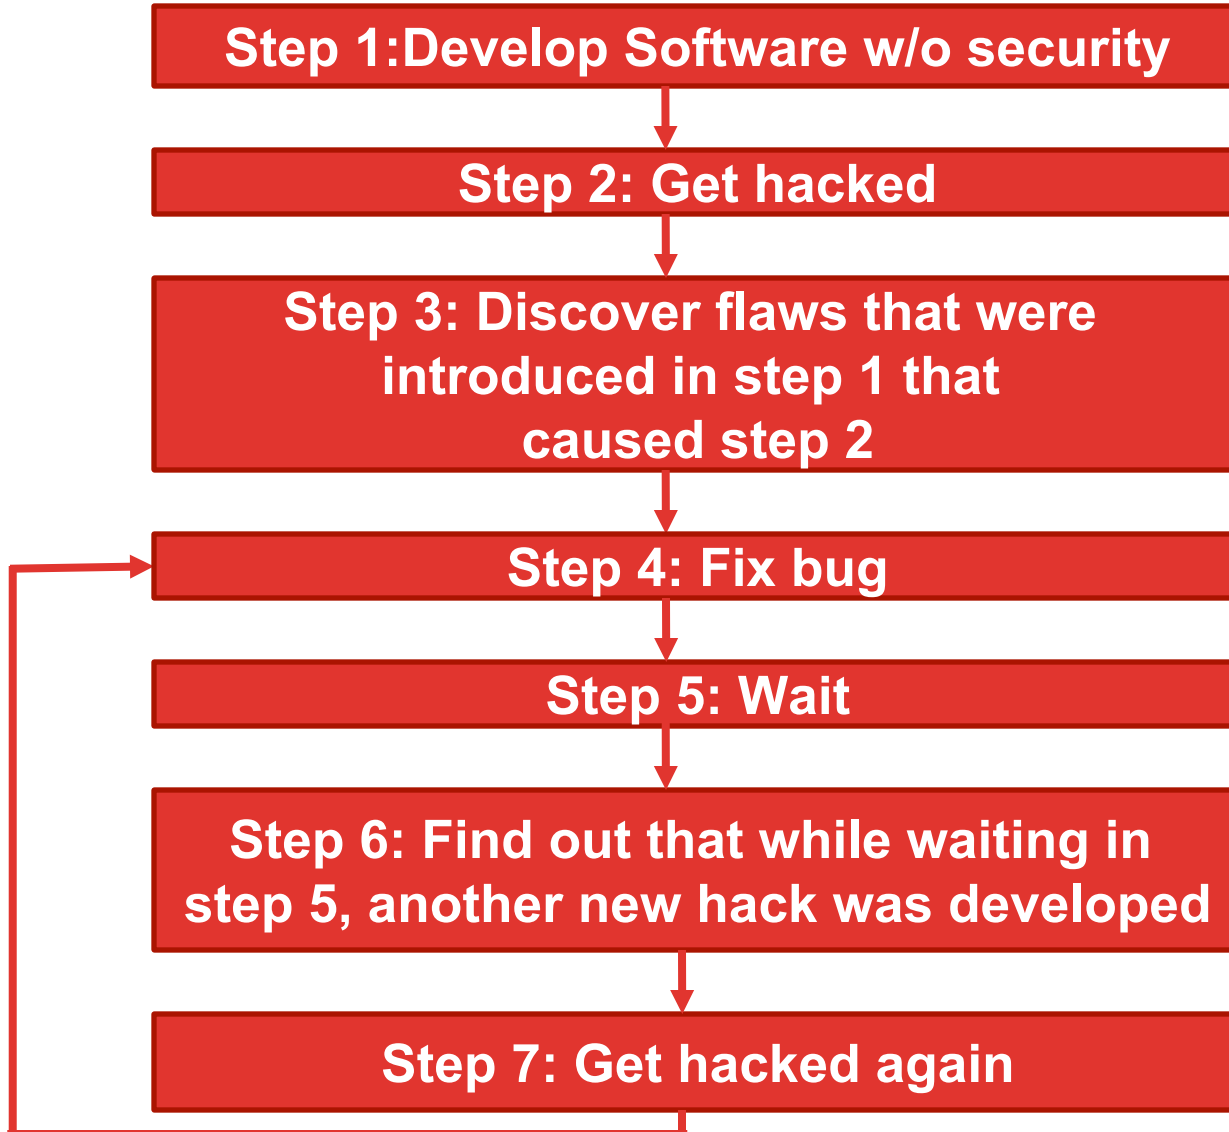 Step 1:Develop Software w/o security
Step 2: Get hacked
Step 3: Discover flaws that were
introduced in step 1 that
caused step 2
Step 4: Fix bug
Step 5: Wait
Step 6: Find out that while waiting in
step 5, another new hack was developed
Step 7: Get hacked again